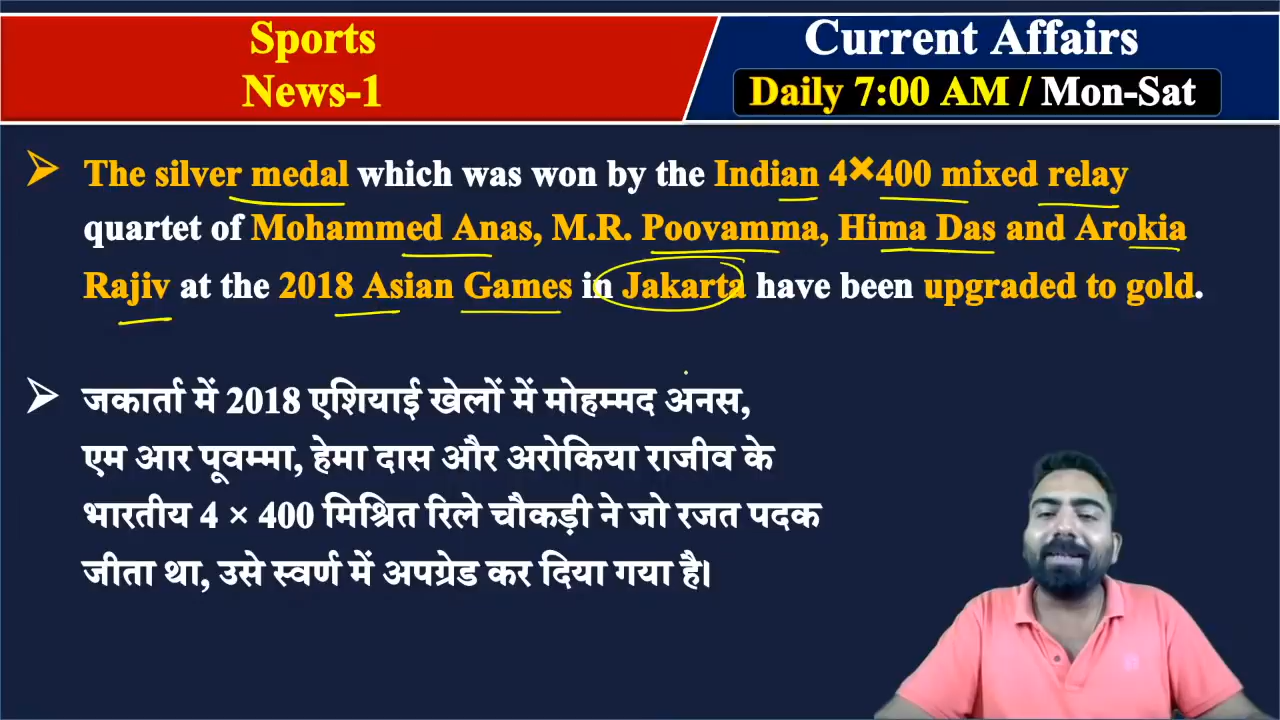 Sports
News-1
Current Affairs
Daily 7:00 AM / Mon-Sat
The silver medal which was won by the Indian 4×400 mixed relay
quartet of Mohammed Anas, M.R. Poovamma, Hima Das and Arokia
Rajiv at the 2018 Asian Games in Jakarta have been upgraded to gold.
जकार्ता में 2018 एशियाई खेलों में मोहम्मद अनस,
एम आर पूवम्मा, हेमा दास और अरोकिया राजीव के
भारतीय 4 × 400 मिश्रित रिले चौकड़ी ने जो रजत पदक
जीता था, उसे स्वर्ण में अपग्रेड कर दिया गया है।